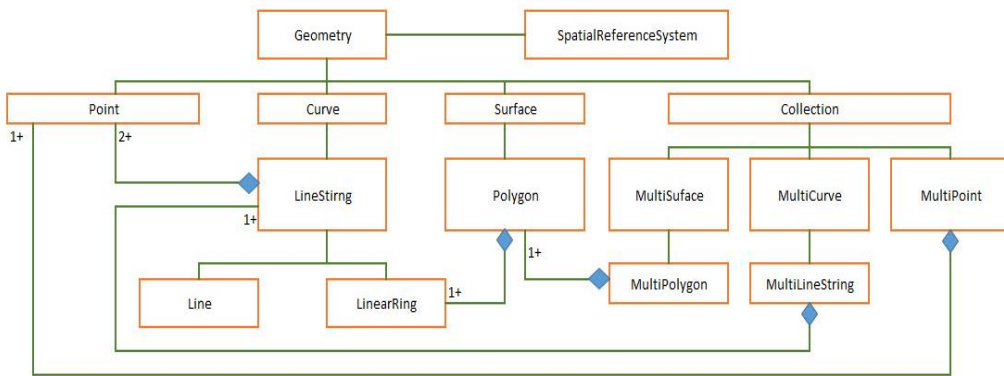 Geometry
SpatialReferenceSystem
Point
Curve
Surface
Collection
1+
2+
LineStirng
Polygon
MultiSuface
MultiCurve
MultiPoint
1+
1+
Line
LinearRing
1+
MultiPolygon
MultiLineString